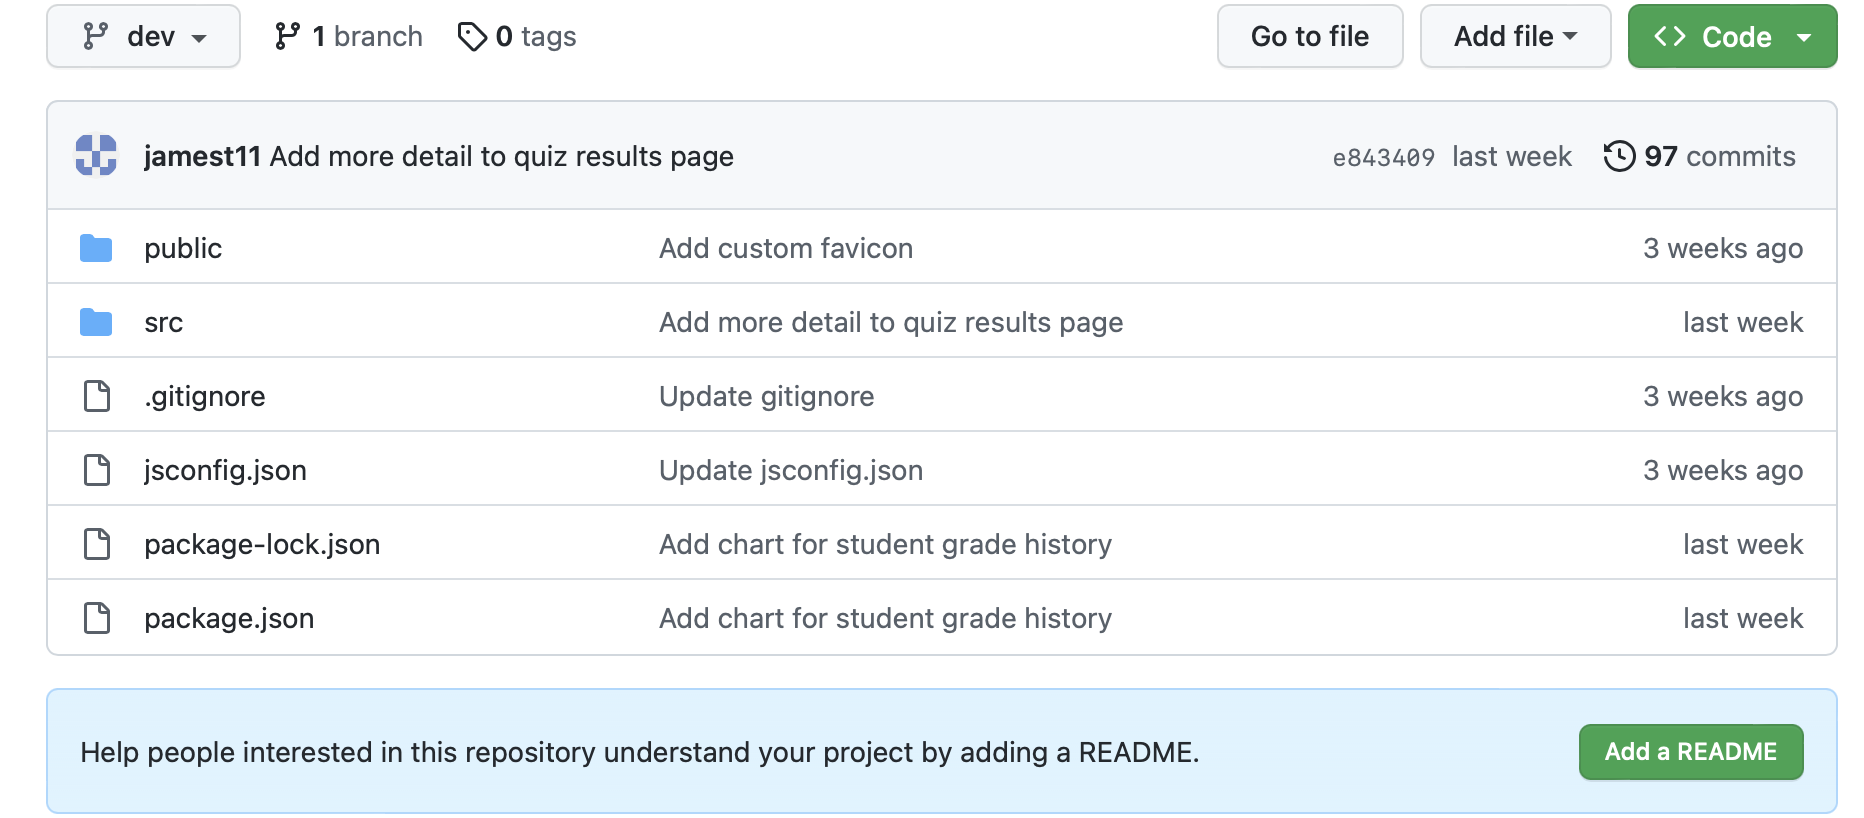 dev 1 branch 0 tags Go to file Add file Code
jamest11 Add more detail to quiz results page e843409 last week 97 commits
public Add custom favicon 3 weeks ago
src Add more detail to quiz results page last week
.gitignore Update gitignore 3 weeks ago
jsconfig.json Update jsconfig.json 3 weeks ago
package-lock.json Add chart for student grade history last week
package.json Add chart for student grade history last week
Help people interested in this repository understand your project by adding a README. Add a README